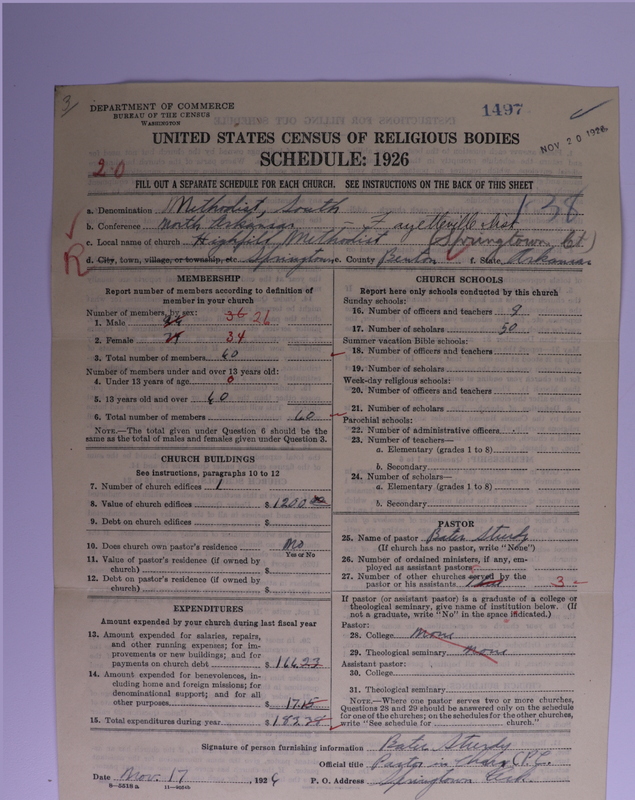 3
DEPARTMENT OF COMMERCE
BUREAU OF THE CENSUS
WASHINGTON
1497
UNITED STATES CENSUS OF RELIGIOUS BODIES
NOV 20 1926
SCHEDULE: 1926
20
FILL OUT A SEPARATE SCHEDULE FOR EACH CHURCH. SEE INSTRUCTIONS ON THE BACK OF THIS SHEET
138
a. Denomination Methodist, South
b. Conference North Arkansas - Fayetteville Dist
c. Local name of church Highfill Methodist (Springtown Ct.)
R
d. City, town, village, or township, etc. Springtown e. County Benton f. State Arkansas
MEMBERSHIP
Report number of members according to definition of
member in your church
Number of members, by sex:
1. Male 36 26
2. Female 34
3. Total number of members 60
Number of members under and over 13 years old:
4. Under 13 years of age 0
5. 13 years old and over 60
6. Total number of members 60
NOTE.—The total given under Question 6 should be the
same as the total of males and females given under Question 3.
CHURCH BUILDINGS
See instructions, paragraphs 10 to 12
7. Number of church edifices 1
8. Value of church edifices $ 1200.00
9. Debt on church edifices $
10. Does church own pastor's residence No
Yes or No
11. Value of pastor's residence (if owned by
church) $
12. Debt on pastor's residence (if owned by
church) $
EXPENDITURES
Amount expended by your church during last fiscal year
13. Amount expended for salaries, repairs,
and other running expenses; for im-
provements or new buildings; and for
payments on church debt $ 166.23
14. Amount expended for benevolences, in-
cluding home and foreign missions; for
denominational support; and for all
other purposes $ 17.15
15. Total expenditures during year $
CHURCH SCHOOLS
Report here only schools conducted by this church
Sunday schools:
16. Number of officers and teachers 9
17. Number of scholars 50
Summer vacation Bible schools:
18. Number of officers and teachers
19. Number of scholars
Week-day religious schools:
20. Number of officers and teachers
21. Number of scholars
Parochial schools:
22. Number of administrative officers
23. Number of teachers—
a. Elementary (grades 1 to 8)
b. Secondary
24. Number of scholars—
a. Elementary (grades 1 to 8)
b. Secondary
PASTOR
25. Name of pastor Bates Sturdy
(If church has no pastor, write "None")
26. Number of ordained ministers, if any, em-
ployed as assistant pastors
27. Number of other churches served by the
pastor or his assistants 3
If pastor (or assistant pastor) is a graduate of a college or
theological seminary, give name of institution below. (If
not a graduate, write "No" in the space indicated.)
Pastor:
28. College None
29. Theological seminary None
Assistant pastor:
30. College
31. Theological seminary
NOTE.—Where one pastor serves two or more churches,
Questions 28 and 29 should be answered only on the schedule
for one of the churches; on the schedules for the other churches,
write "See schedule for church."
Signature of person furnishing information Bates Sturdy
Official title Pastor in Charge P.C.
Date Nov. 17, 1926 P. O. Address Springtown Ark.
8—5518a 11—9024b